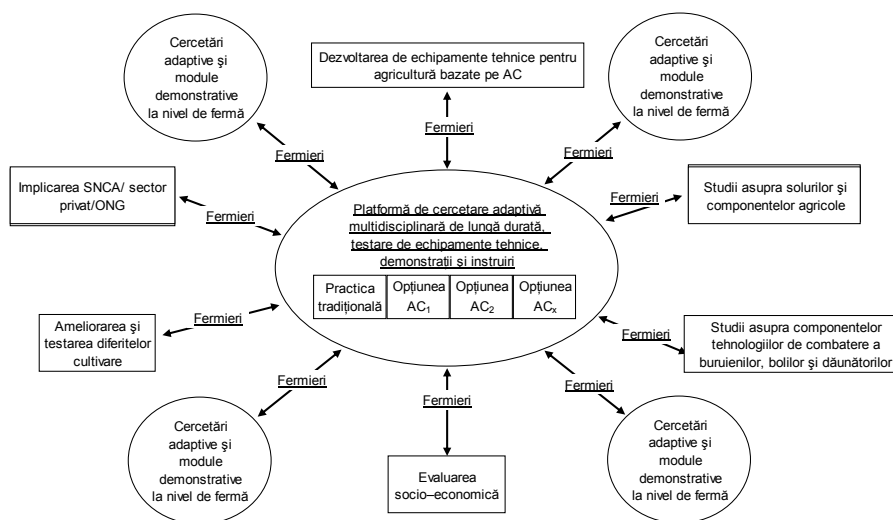 Cercetări
adaptive şi
module
demonstrative
la nivel de fermă
Dezvoltarea de echipamente tehnice pentru
agricultură bazate pe AC
Cercetări
adaptive şi
module
demonstrative
la nivel de fermă
Fermieri
Fermieri
Fermieri
Implicarea SNCA/ sector
privat/ONG
Fermieri
Platformă de cercetare adaptivă
multidisciplinară de lungă durată,
testare de echipamente tehnice,
demonstraţii si instruiri
Practica
tradiţională
Opţiunea
AC1
Opţiunea
AC2
Opţiunea
ACx
Fermieri
Studii asupra solurilor şi
componentelor agricole
Ameliorarea şi
testarea diferitelor
cultivare
Fermieri
Fermieri
Studii asupra componentelor
tehnologiilor de combatere a
buruienilor, bolilor şi dăunătorilor
Fermieri
Fermieri
Fermieri
Cercetări
adaptive şi
module
demonstrative
la nivel de fermă
Evaluarea
socio–economică
Cercetări
adaptive şi
module
demonstrative
la nivel de fermă